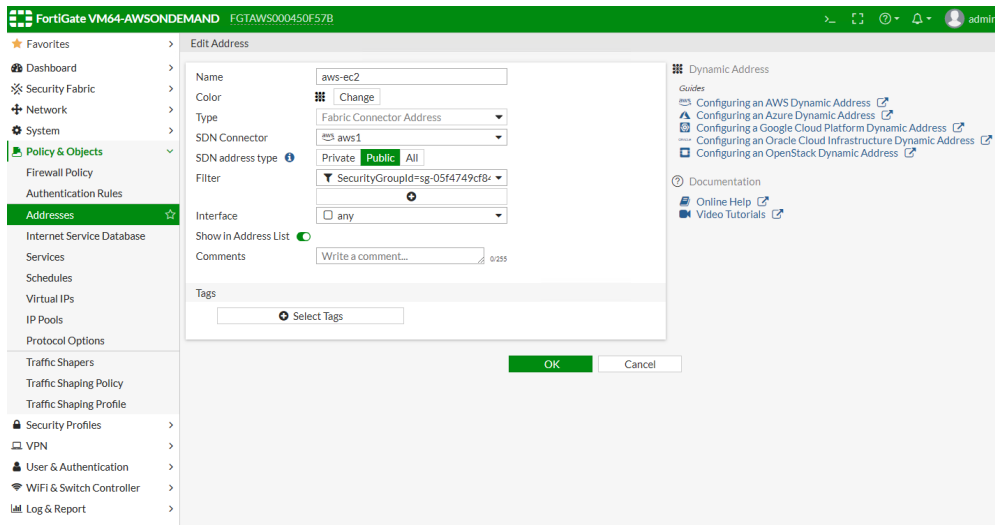 FortiGate VM64-AWSONDEMAND FGTAWS000450F57B
>_ admin
Favorites
Dashboard
Security Fabric
Network
System
Policy & Objects
Firewall Policy
Authentication Rules
Addresses
Internet Service Database
Services
Schedules
Virtual IPs
IP Pools
Protocol Options
Traffic Shapers
Traffic Shaping Policy
Traffic Shaping Profile
Security Profiles
VPN
User & Authentication
WiFi & Switch Controller
Log & Report
Edit Address
Name aws-ec2
Color Change
Type Fabric Connector Address
SDN Connector aws aws1
SDN address type Private Public All
Filter SecurityGroupId=sg-05f4749cf84
Interface any
Show in Address List
Comments Write a comment... 0/255
Tags
Select Tags
OK Cancel
Dynamic Address
Guides
aws Configuring an AWS Dynamic Address
Configuring an Azure Dynamic Address
Configuring a Google Cloud Platform Dynamic Address
Configuring an Oracle Cloud Infrastructure Dynamic Address
Configuring an OpenStack Dynamic Address
Documentation
Online Help
Video Tutorials